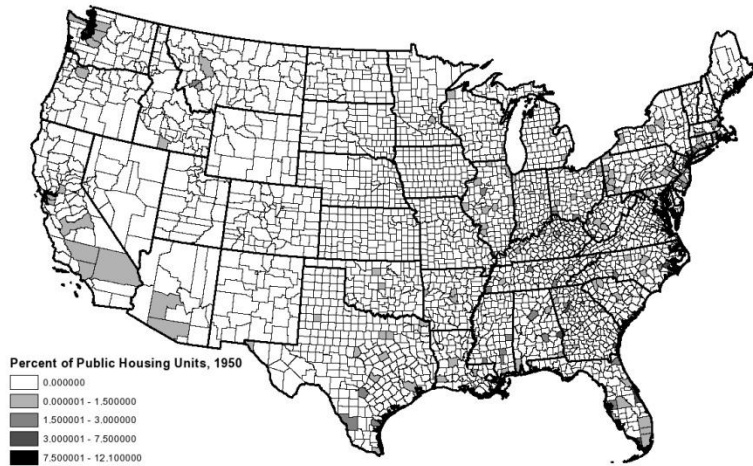 Percent of Public Housing Units, 1950
0.000000
0.000001 - 1.500000
1.500001 - 3.000000
3.000001 - 7.500000
7.500001 - 12.100000